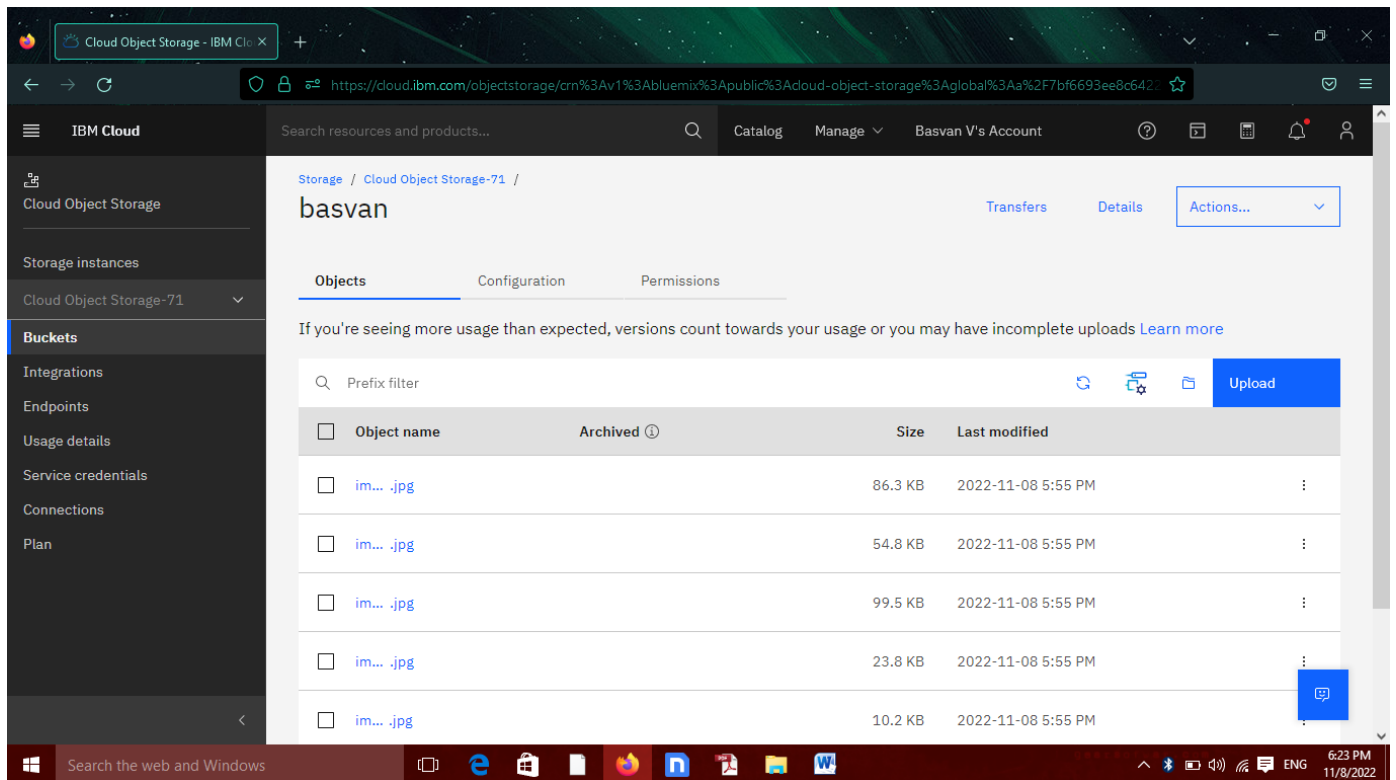 Cloud Object Storage - IBM Clo
https://cloud.ibm.com/objectstorage/crn%3Av1%3Abluemix%3Apublic%3Acloud-object-storage%3Aglobal%3Aa%2F7bf6693ee8c6422
IBM Cloud
Search resources and products...
Catalog
Manage
Basvan V's Account
Cloud Object Storage
Storage instances
Cloud Object Storage-71
Buckets
Integrations
Endpoints
Usage details
Service credentials
Connections
Plan
Storage / Cloud Object Storage-71 /
basvan
Transfers
Details
Actions...
Objects
Configuration
Permissions
If you're seeing more usage than expected, versions count towards your usage or you may have incomplete uploads Learn more
Prefix filter
Upload
Object name Archived Size Last modified
im... .jpg 86.3 KB 2022-11-08 5:55 PM
im... .jpg 54.8 KB 2022-11-08 5:55 PM
im... .jpg 99.5 KB 2022-11-08 5:55 PM
im... .jpg 23.8 KB 2022-11-08 5:55 PM
im... .jpg 10.2 KB 2022-11-08 5:55 PM
Search the web and Windows
ENG
6:23 PM
11/8/2022